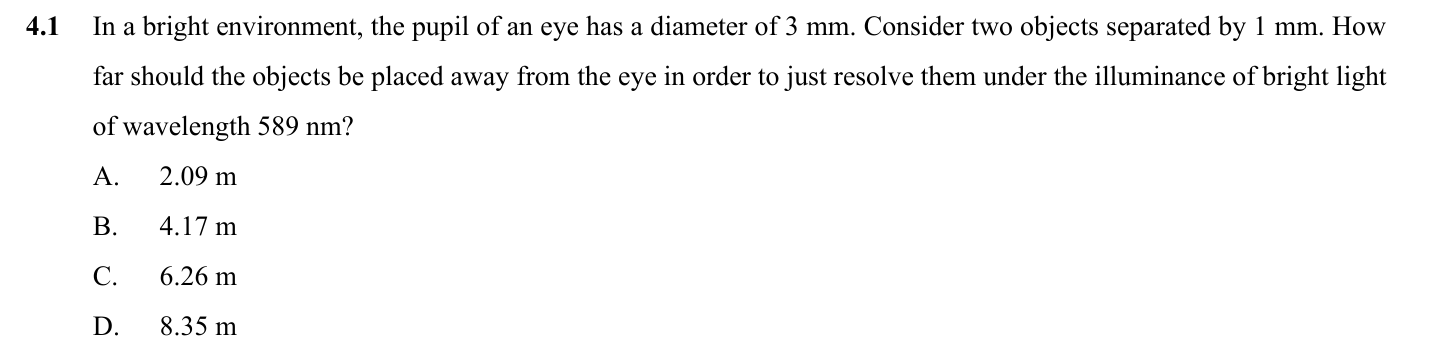 4.1 In a bright environment, the pupil of an eye has a diameter of 3 mm. Consider two objects separated by 1 mm. How
far should the objects be placed away from the eye in order to just resolve them under the illuminance of bright light
of wavelength 589 nm?
A. 2.09 m
B. 4.17 m
C. 6.26 m
D. 8.35 m